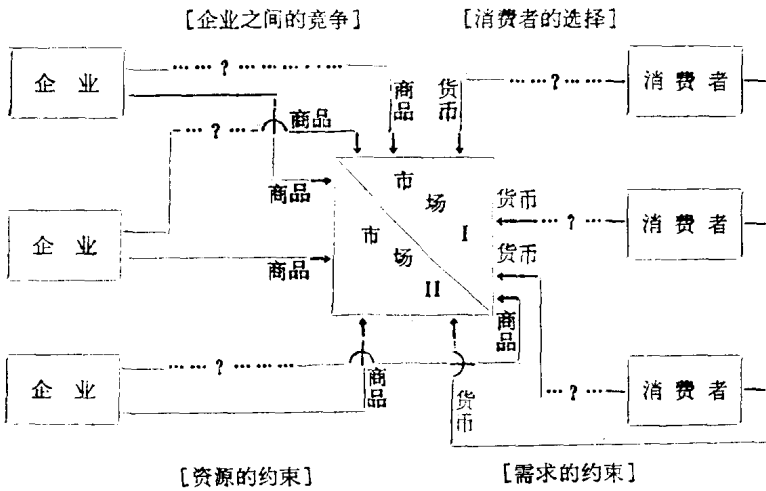 [企业之间的竞争]
[消费者的选择]
企业
?
商品
货币
?
消费者
?
商品
商品
市场 I
货币
?
消费者
企业
商品
市场 II
货币
商品
企业
?
商品
货币
?
消费者
[资源的约束]
[需求的约束]